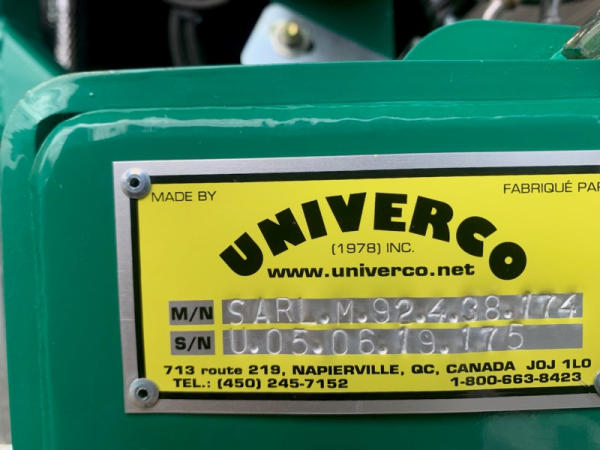 MADE BY FABRIQUÉ PAR
UNIVERCO
(1978) INC.
www.univerco.net
M/N SARL.M.92.4.38.174
S/N U.05.06.19.175
713 route 219, NAPIERVILLE, QC, CANADA J0J 1L0
TEL.: (450) 245-7152 1-800-663-8423